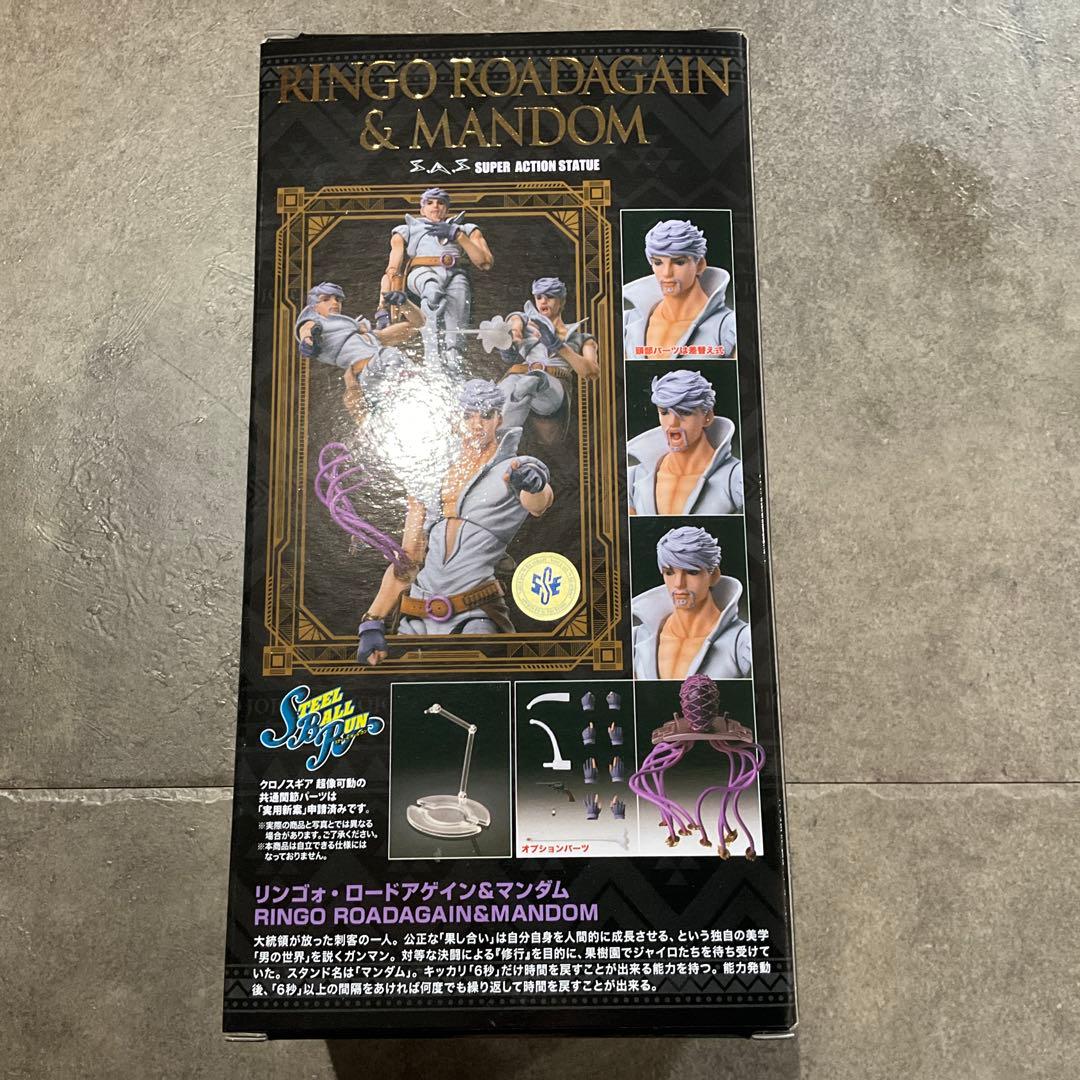 RINGO ROADAGAIN
& MANDOM
SAS SUPER ACTION STATUE
頭部パーツは差替え式
SSE
STEEL
BALL
RUN
クロノスギア 超像可動の
共通関節パーツは
「実用新案」申請済みです。
※実際の商品と写真とでは異なる
場合があります。ご了承ください。
※本商品は自立できる仕様には
なっておりません。
オプションパーツ
リンゴォ・ロードアゲイン&マンダム
RINGO ROADAGAIN&MANDOM
大統領が放った刺客の一人。公正な「果し合い」は自分自身を人間的に成長させる、という独自の美学
「男の世界」を説くガンマン。対等な決闘による『修行』を目的に、果樹園でジャイロたちを待ち受けて
いた。スタンド名は「マンダム」。キッカリ「6秒」だけ時間を戻すことが出来る能力を持つ。能力発動
後、「6秒」以上の間隔をあければ何度でも繰り返して時間を戻すことが出来る。